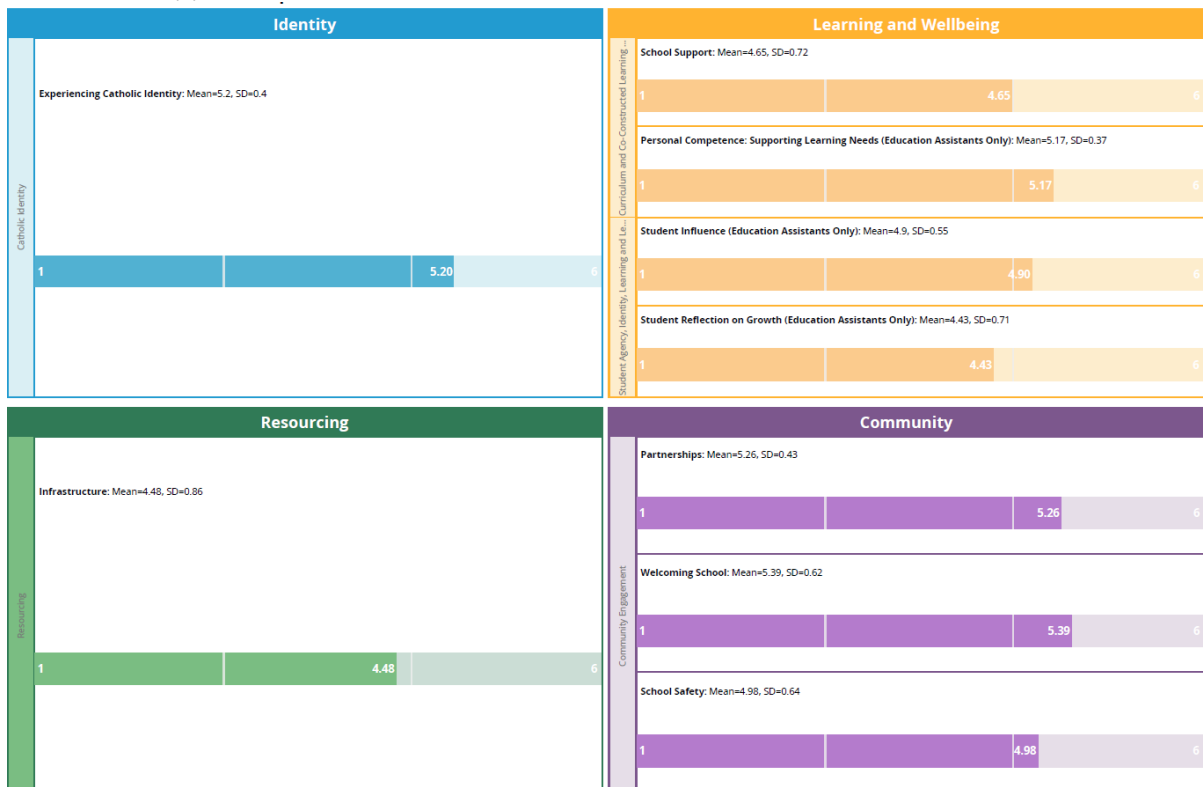 Identity
Catholic Identity
Experiencing Catholic Identity: Mean=5.2, SD=0.4
1 5.20 6
Learning and Wellbeing
Curriculum and Co-Constructed Learning ...
School Support: Mean=4.65, SD=0.72
1 4.65 6
Personal Competence: Supporting Learning Needs (Education Assistants Only): Mean=5.17, SD=0.37
1 5.17 6
Student Agency, Identity, Learning and Le...
Student Influence (Education Assistants Only): Mean=4.9, SD=0.55
1 4.90 6
Student Reflection on Growth (Education Assistants Only): Mean=4.43, SD=0.71
1 4.43 6
Resourcing
Resourcing
Infrastructure: Mean=4.48, SD=0.86
1 4.48 6
Community
Community Engagement
Partnerships: Mean=5.26, SD=0.43
1 5.26 6
Welcoming School: Mean=5.39, SD=0.62
1 5.39 6
School Safety: Mean=4.98, SD=0.64
1 4.98 6